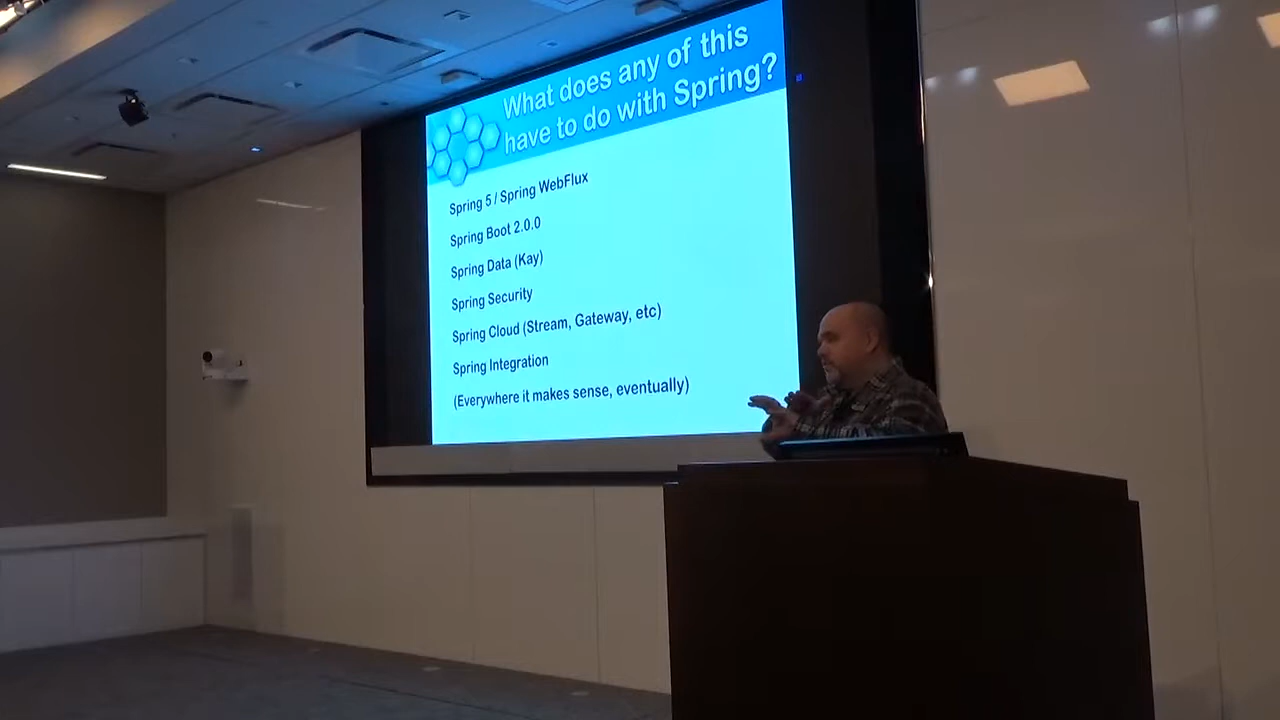 What does any of this
have to do with Spring?
Spring 5 / Spring WebFlux
Spring Boot 2.0.0
Spring Data (Kay)
Spring Security
Spring Cloud (Stream, Gateway, etc)
Spring Integration
(Everywhere it makes sense, eventually)